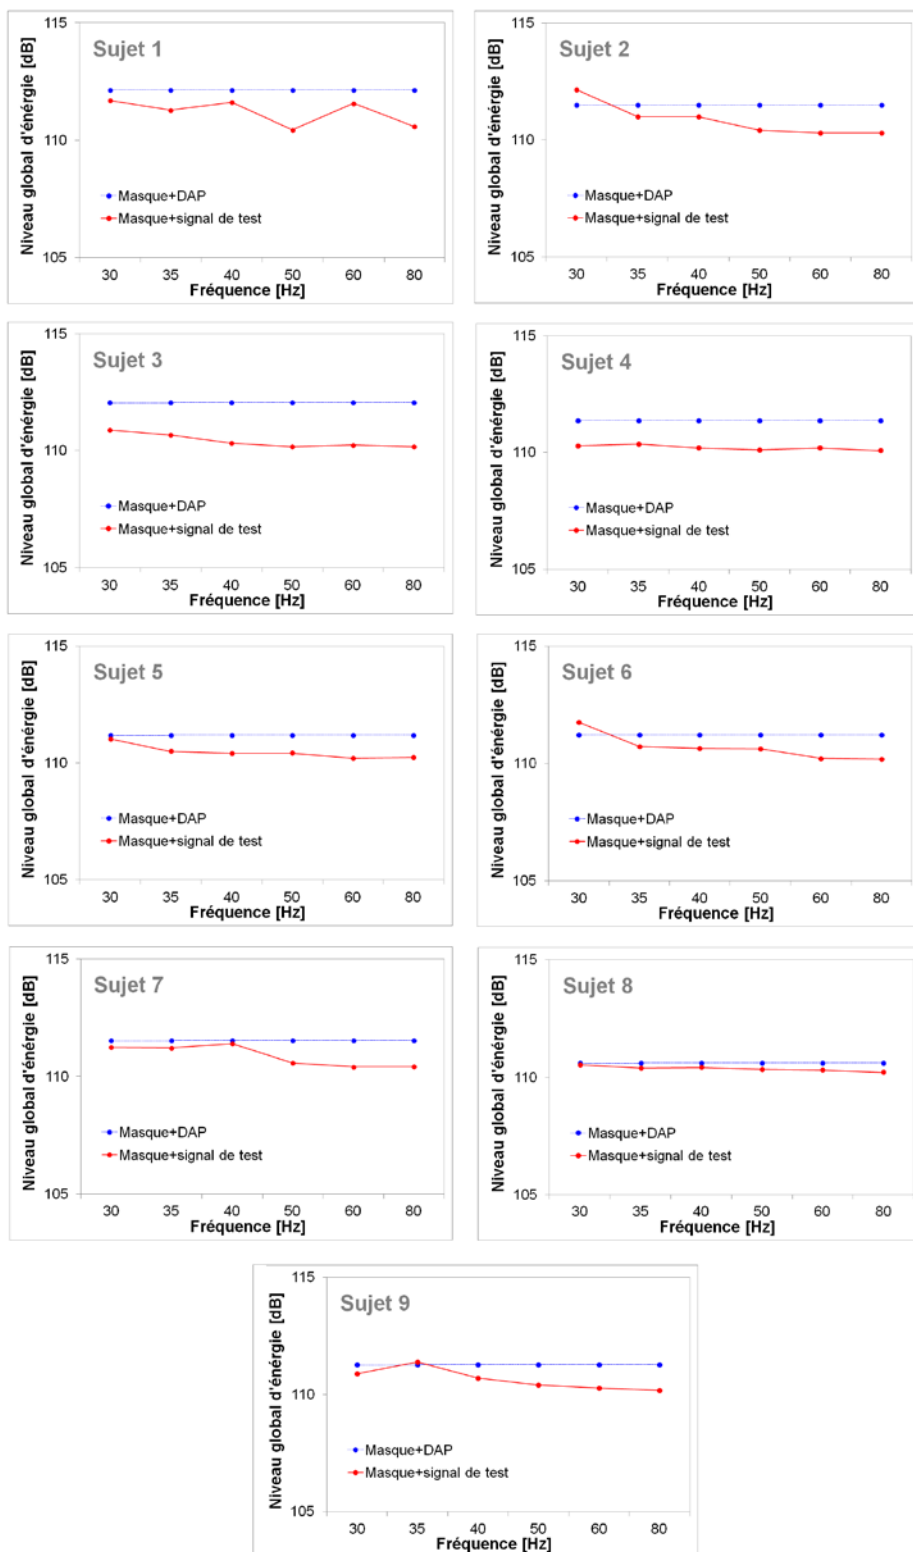 Niveau global d'énérgie [dB]
115
110
105
Sujet 1
Masque+DAP
Masque+signal de test
30 35 40 50 60 80
Fréquence [Hz]
Niveau global d'énérgie [dB]
115
110
105
Sujet 2
Masque+DAP
Masque+signal de test
30 35 40 50 60 80
Fréquence [Hz]
Niveau global d'énérgie [dB]
115
110
105
Sujet 3
Masque+DAP
Masque+signal de test
30 35 40 50 60 80
Fréquence [Hz]
Niveau global d'énérgie [dB]
115
110
105
Sujet 4
Masque+DAP
Masque+signal de test
30 35 40 50 60 80
Fréquence [Hz]
Niveau global d'énérgie [dB]
115
110
105
Sujet 5
Masque+DAP
Masque+signal de test
30 35 40 50 60 80
Fréquence [Hz]
Niveau global d'énérgie [dB]
115
110
105
Sujet 6
Masque+DAP
Masque+signal de test
30 35 40 50 60 80
Fréquence [Hz]
Niveau global d'énérgie [dB]
115
110
105
Sujet 7
Masque+DAP
Masque+signal de test
30 35 40 50 60 80
Fréquence [Hz]
Niveau global d'énérgie [dB]
115
110
105
Sujet 8
Masque+DAP
Masque+signal de test
30 35 40 50 60 80
Fréquence [Hz]
Niveau global d'énérgie [dB]
115
110
105
Sujet 9
Masque+DAP
Masque+signal de test
30 35 40 50 60 80
Fréquence [Hz]